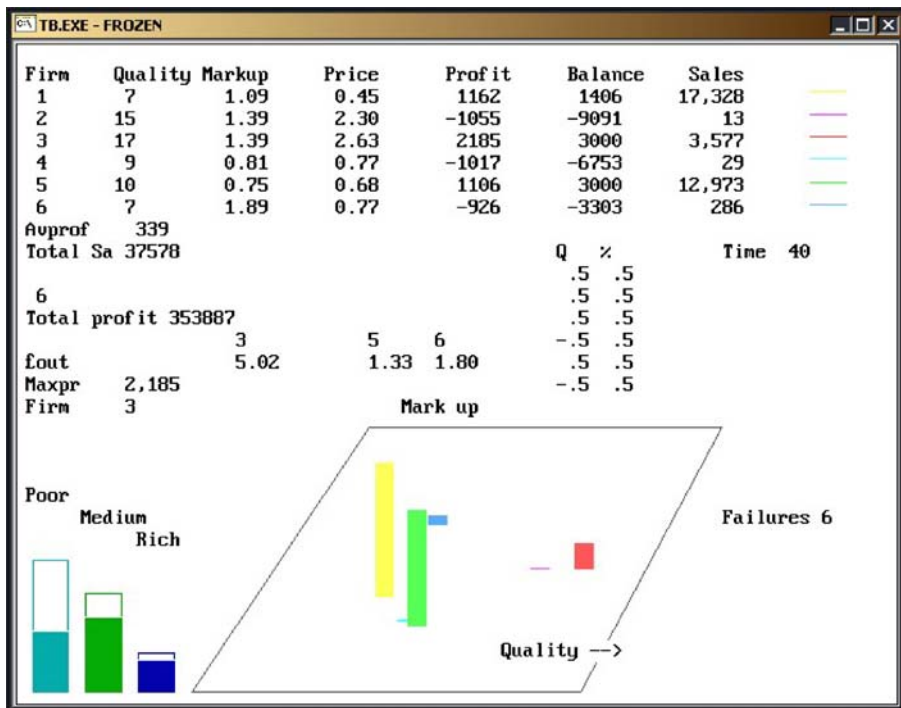 TB.EXE - FROZEN
Firm Quality Markup Price Profit Balance Sales
1 7 1.09 0.45 1162 1406 17,328
2 15 1.39 2.30 -1055 -9091 13
3 17 1.39 2.63 2185 3000 3,577
4 9 0.81 0.77 -1017 -6753 29
5 10 0.75 0.68 1106 3000 12,973
6 7 1.89 0.77 -926 -3303 286
Avprof 339
Total Sa 37578 Q % Time 40
.5 .5
6 .5 .5
Total profit 353887 .5 .5
3 5 6 -.5 .5
£out 5.02 1.33 1.80 .5 .5
Maxpr 2,185 -.5 .5
Firm 3 Mark up
Poor
Medium Failures 6
Rich
Quality -->